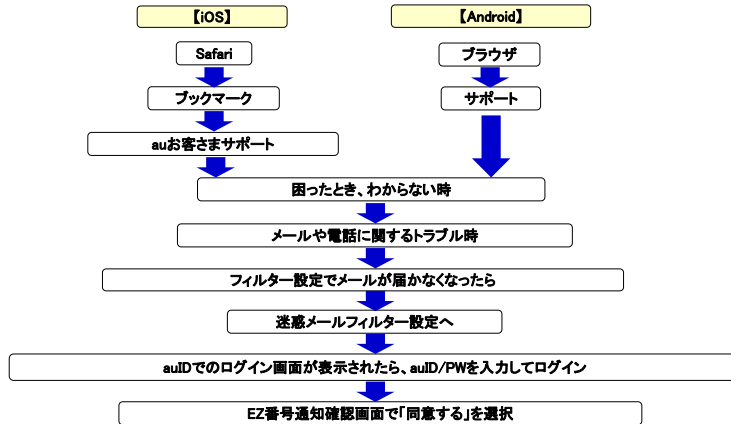 【iOS】
【Android】
Safari
ブラウザ
ブックマーク
サポート
auお客さまサポート
困ったとき、わからない時
メールや電話に関するトラブル時
フィルター設定でメールが届かなくなったら
迷惑メールフィルター設定へ
auIDでのログイン画面が表示されたら、auID/PWを入力してログイン
EZ番号通知確認画面で「同意する」を選択